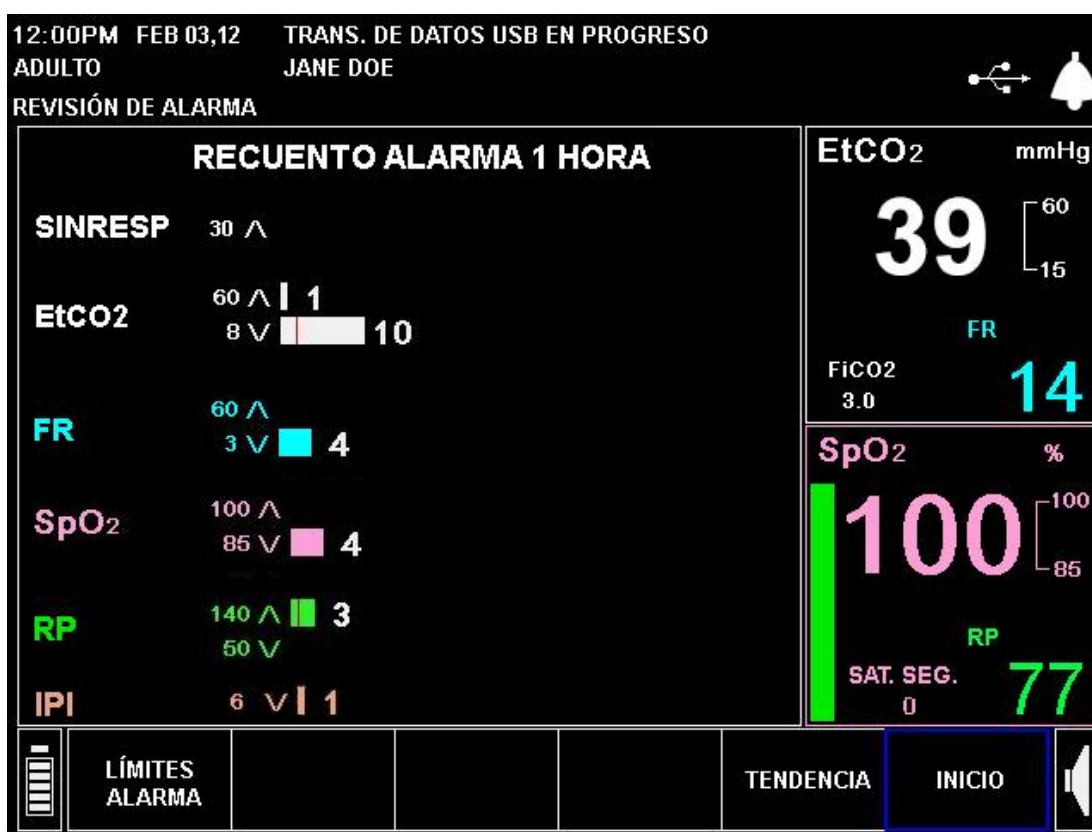 12:00PM FEB 03,12 TRANS. DE DATOS USB EN PROGRESO
ADULTO JANE DOE
REVISIÓN DE ALARMA
RECUENTO ALARMA 1 HORA
SINRESP 30
EtCO2 60 1
8 10
FR 60
3 4
SpO2 100
85 4
RP 140 3
50
IPI 6 1
EtCO2 mmHg
39 60
15
FR
FiCO2
3.0 14
SpO2 %
100 100
85
RP
SAT. SEG.
0 77
LÍMITES
ALARMA
TENDENCIA
INICIO